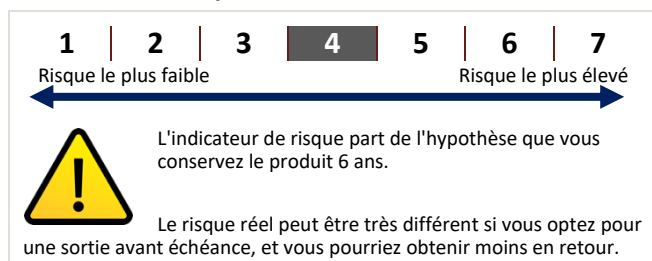 1 2 3 4 5 6 7
Risque le plus faible Risque le plus élevé
L'indicateur de risque part de l'hypothèse que vous
conservez le produit 6 ans.
Le risque réel peut être très différent si vous optez pour
une sortie avant échéance, et vous pourriez obtenir moins en retour.